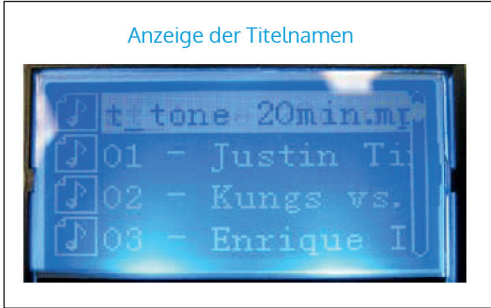 Anzeige der Titelnamen
t_tone 20min.mp
01 - Justin Ti
02 - Kungs vs.
03 - Enrique I